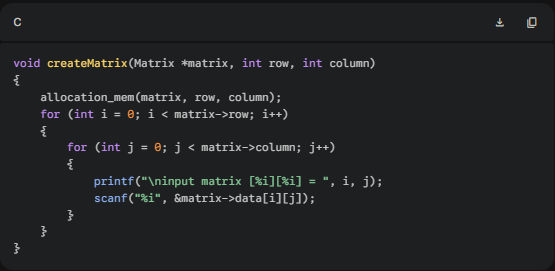 C
void createMatrix(Matrix *matrix, int row, int column)
{
    allocation_mem(matrix, row, column);
    for (int i = 0; i < matrix->row; i++)
    {
        for (int j = 0; j < matrix->column; j++)
        {
            printf("\ninput matrix [%i][%i] = ", i, j);
            scanf("%i", &matrix->data[i][j]);
        }
    }
}